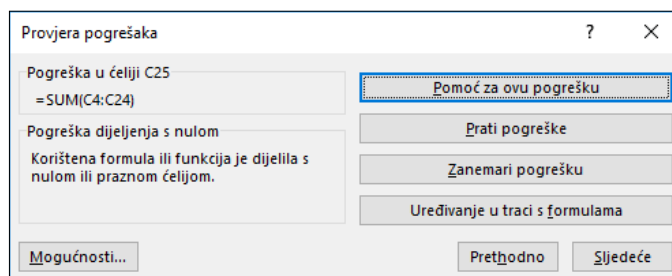 Provjera pogrešaka
?
Pogreška u ćeliji C25
=SUM(C4:C24)
Pogreška dijeljenja s nulom
Korištena formula ili funkcija je dijelila s
nulom ili praznom ćelijom.
Pomoć za ovu pogrešku
Prati pogreške
Zanemari pogrešku
Uređivanje u traci s formulama
Mogućnosti...
Prethodno
Sljedeće